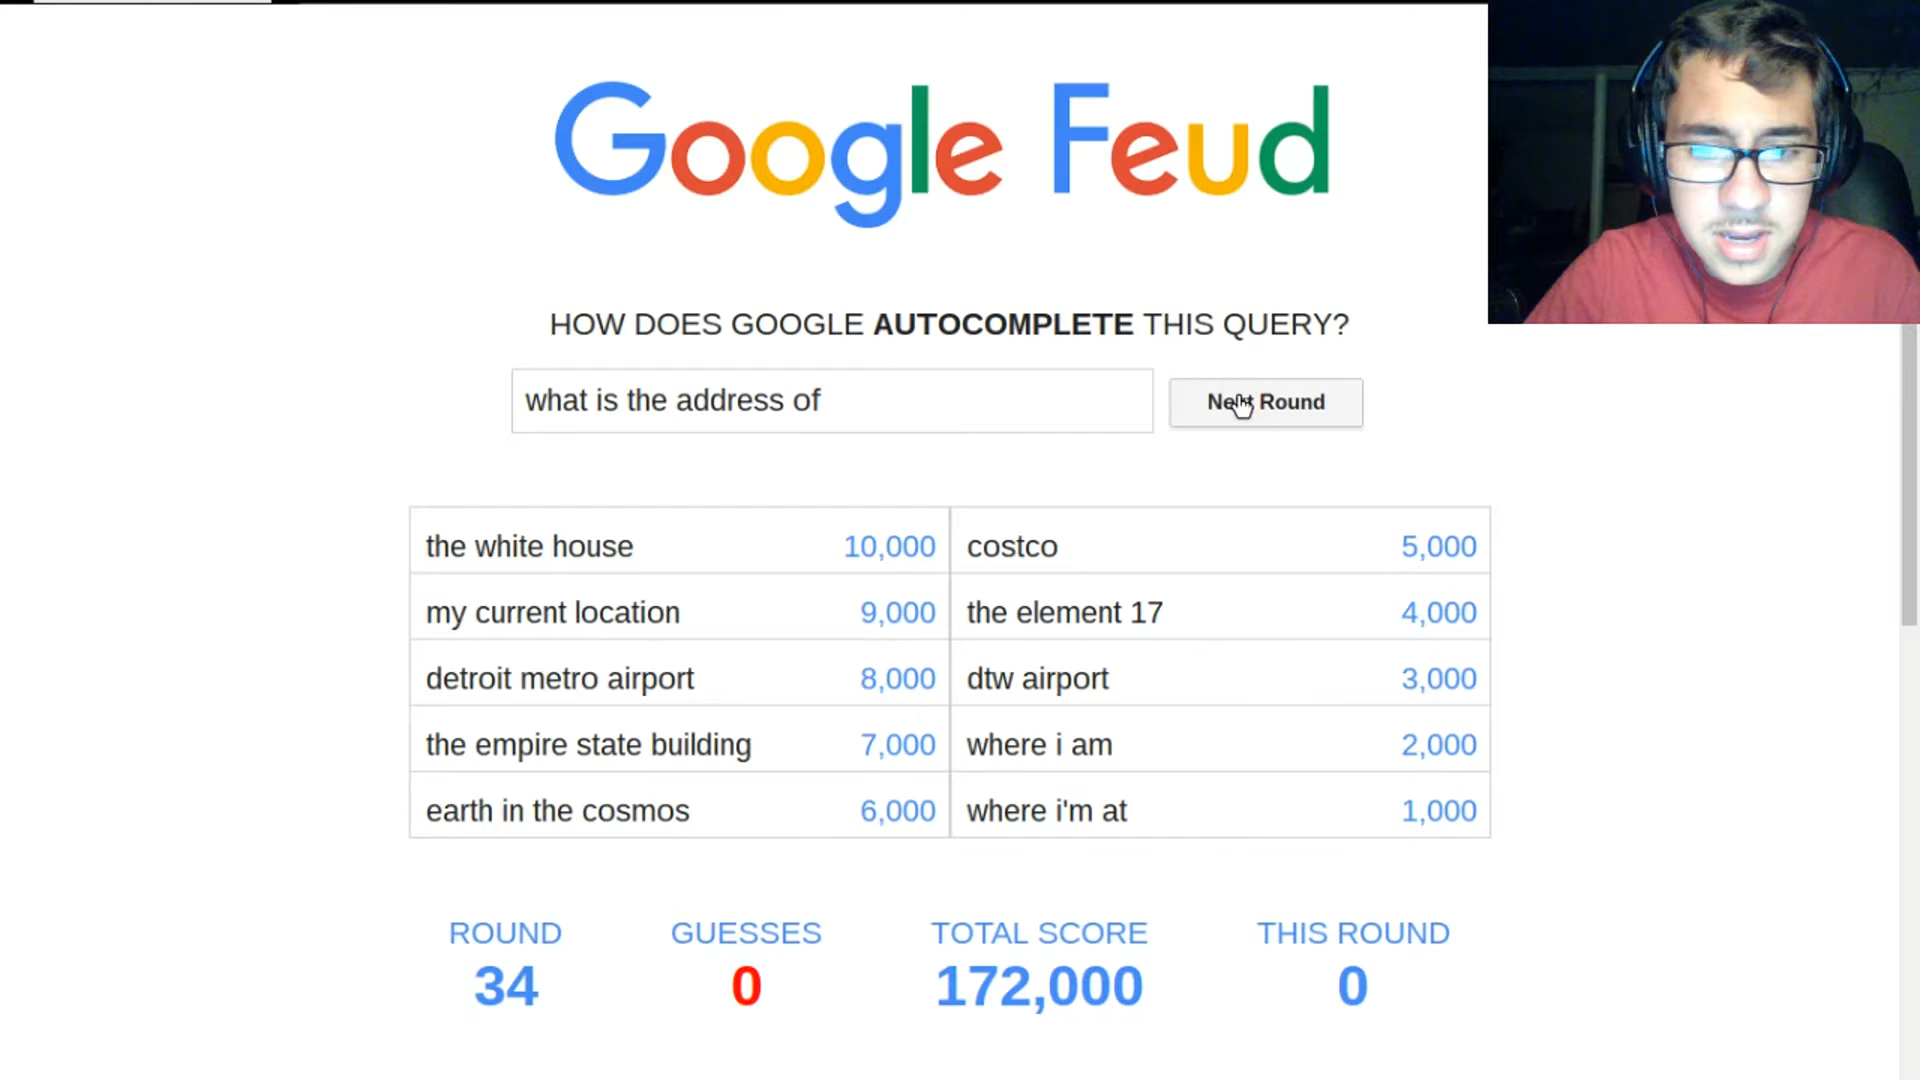 Google Feud
HOW DOES GOOGLE AUTOCOMPLETE THIS QUERY?
what is the address of
Next Round
the white house 10,000 costco 5,000
my current location 9,000 the element 17 4,000
detroit metro airport 8,000 dtw airport 3,000
the empire state building 7,000 where i am 2,000
earth in the cosmos 6,000 where i'm at 1,000
ROUND GUESSES TOTAL SCORE THIS ROUND
34 0 172,000 0